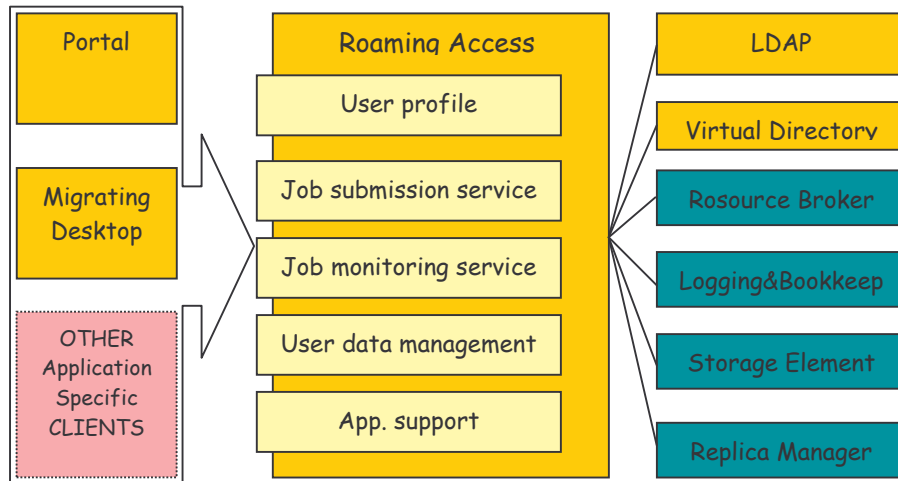 Portal
Migrating
Desktop
OTHER
Application
Specific
CLIENTS
Roaming Access
User profile
Job submission service
Job monitoring service
User data management
App. support
LDAP
Virtual Directory
Rosource Broker
Logging&Bookkeep
Storage Element
Replica Manager